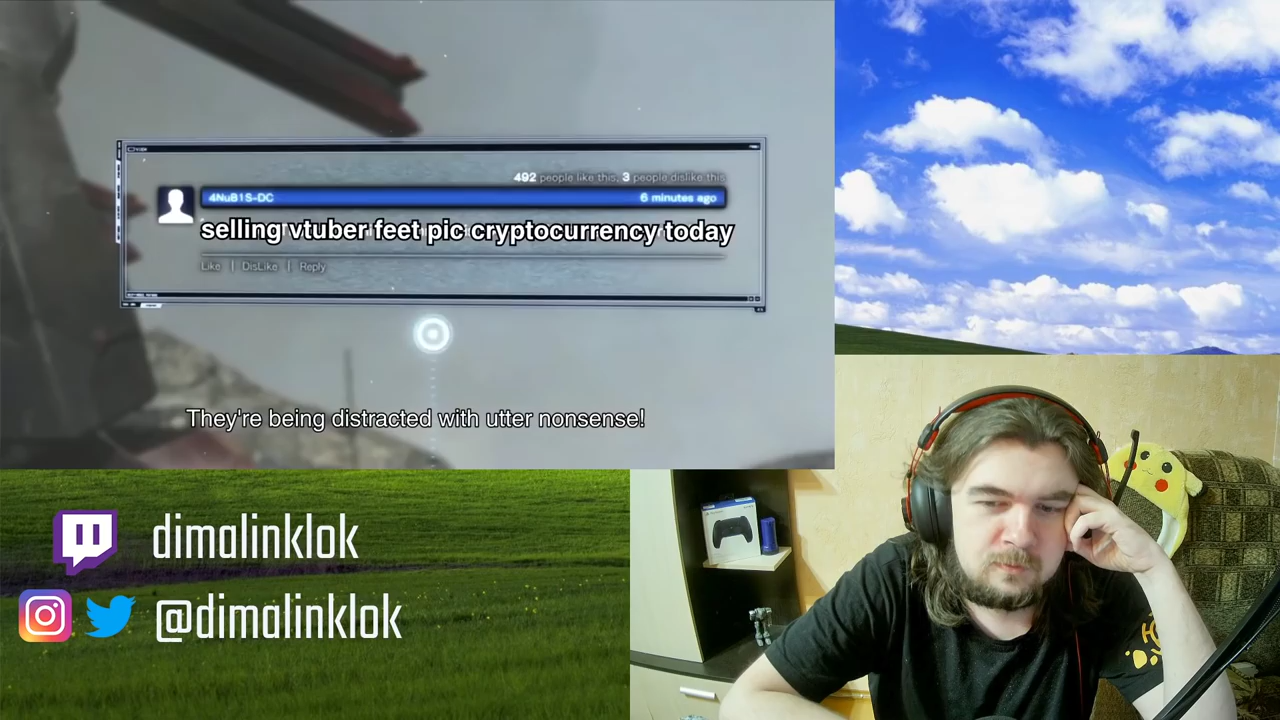 492 people like this, 3 people dislike this
4NuB1S-DC 6 minutes ago
selling vtuber feet pic cryptocurrency today
Like | DisLike | Reply
They're being distracted with utter nonsense!
dimalinklok
@dimalinklok